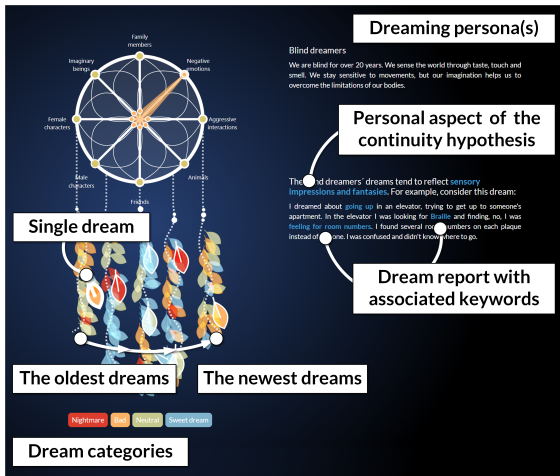 Dreaming persona(s)
Family
members
Imaginary
beings
Negative
emotions
Blind dreamers
We are blind for over 20 years. We sense the world through taste, touch and
smell. We stay sensitive to movements, but our imagination helps us to
overcome the limitations of our bodies.
Female
characters
Aggressive
interactions
Personal aspect of the
continuity hypothesis
Male
characters
Animals
Friends
The nd dreamers' dreams tend to reflect sensory
impressions and fantasies. For example, consider this dream:
I dreamed about going up in an elevator, trying to get up to someone's
apartment. In the elevator I was looking for Braille and finding, no, I was
feeling for room numbers. I found several roo umbers on each plaque
instead of one. I was confused and didn't know here to go.
Single dream
Dream report with
associated keywords
The oldest dreams
The newest dreams
Nightmare Bad Neutral Sweet dream
Dream categories